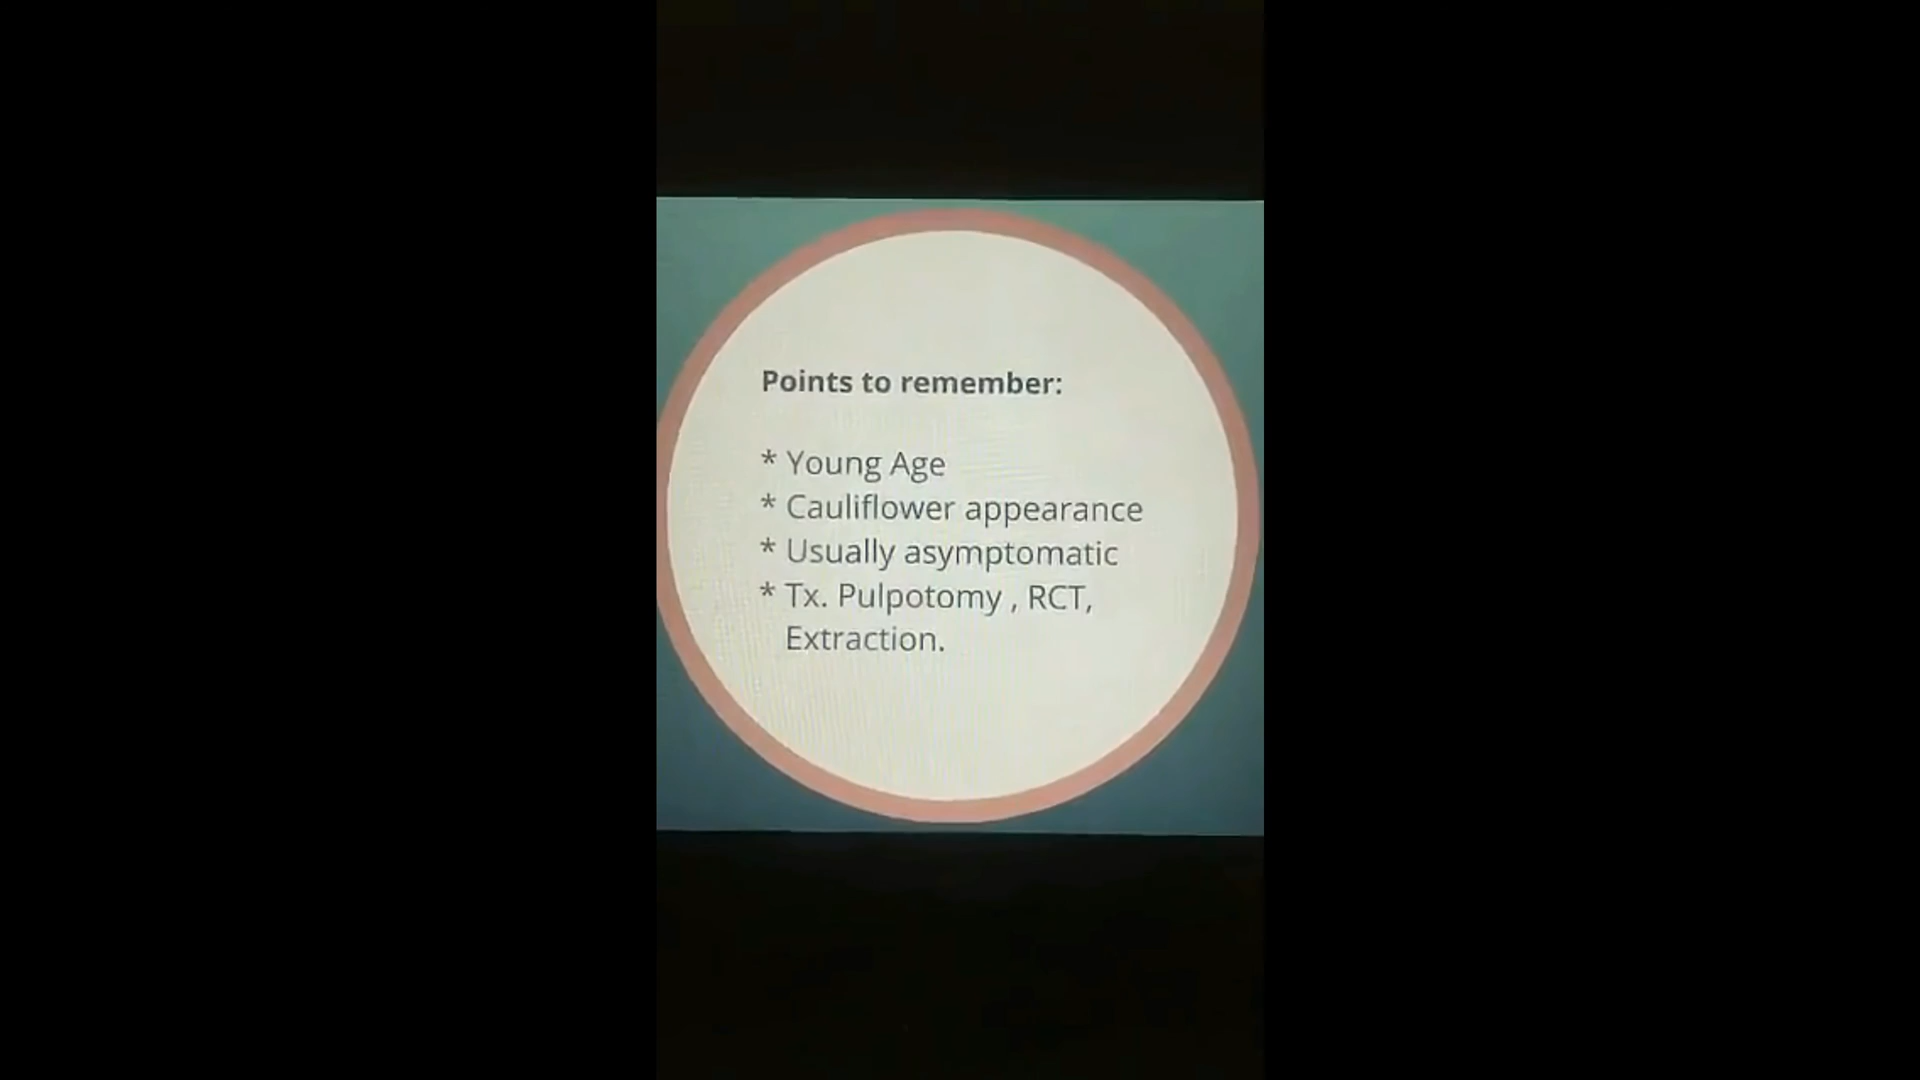 Points to remember:
* Young Age
* Cauliflower appearance
* Usually asymptomatic
* Tx. Pulpotomy , RCT,
Extraction.